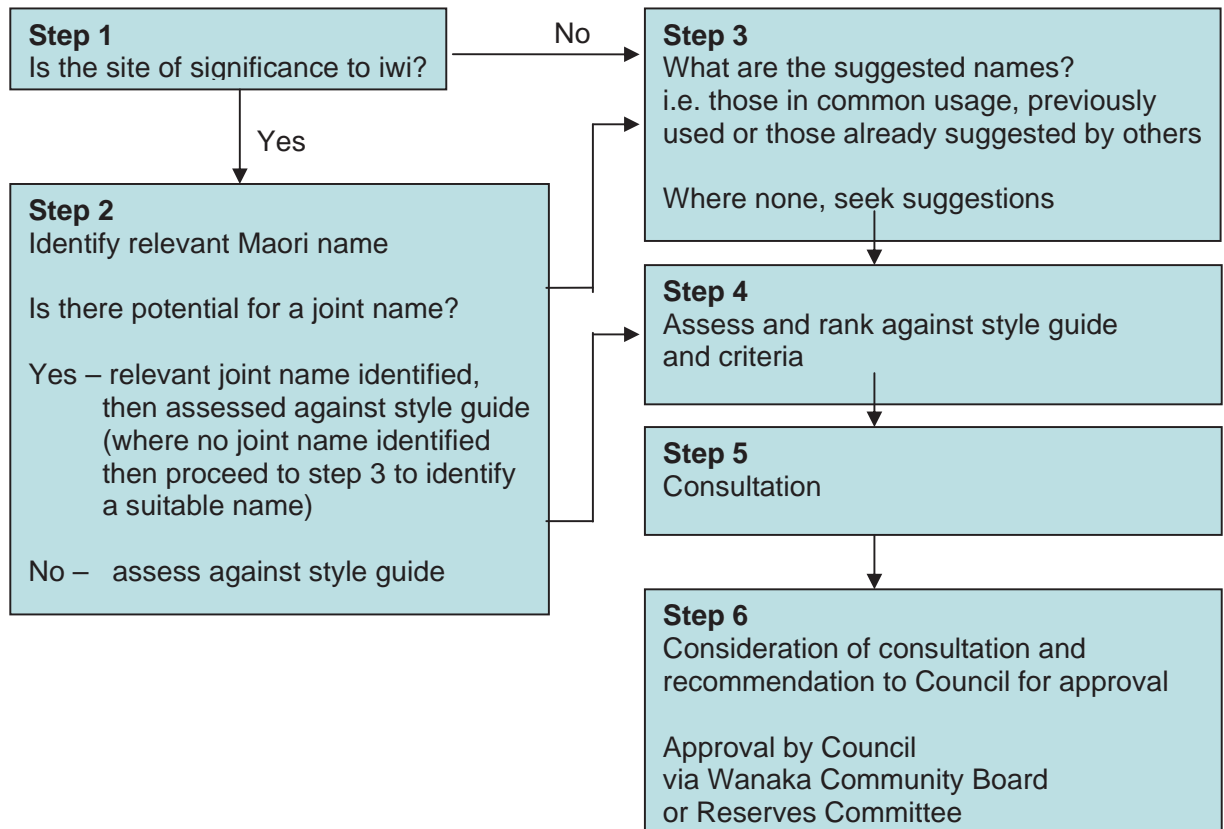 Step 1
Is the site of significance to iwi?
No
Yes
Step 2
Identify relevant Maori name
Is there potential for a joint name?
Yes – relevant joint name identified,
then assessed against style guide
(where no joint name identified
then proceed to step 3 to identify
a suitable name)
No – assess against style guide
Step 3
What are the suggested names?
i.e. those in common usage, previously
used or those already suggested by others
Where none, seek suggestions
Step 4
Assess and rank against style guide
and criteria
Step 5
Consultation
Step 6
Consideration of consultation and
recommendation to Council for approval
Approval by Council
via Wanaka Community Board
or Reserves Committee